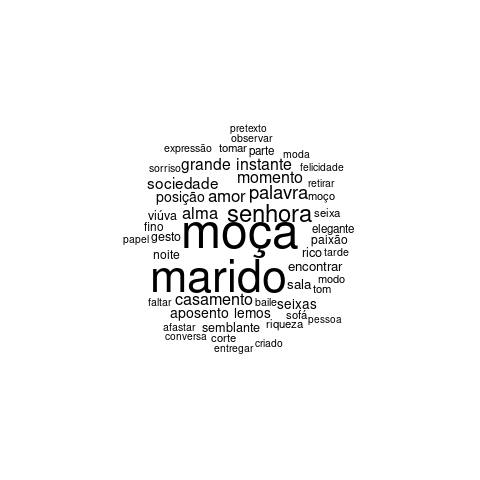 pretexto
observar
expressão tomar parte moda
sorriso grande instante felicidade
sociedade momento retirar
posição amor palavra moço
viúva alma senhora seixa
fino elegante
papel gesto moça paixão
noite rico tarde
marido encontrar
sala modo
tom
faltar casamento baile seixas
aposento lemos sofá pessoa
afastar semblante riqueza
conversa corte
entregar criado